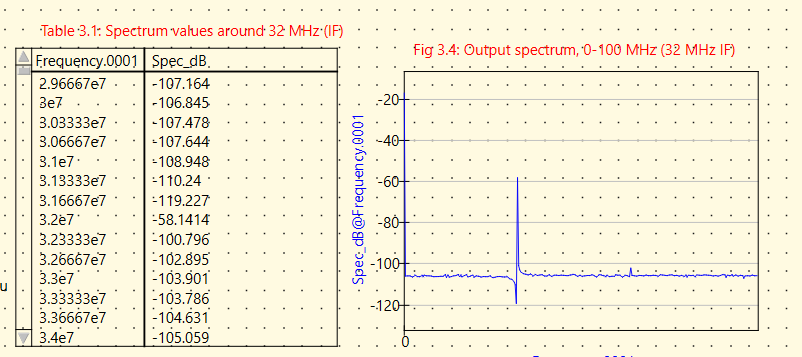 Table 3.1: Spectrum values around 32 MHz (IF)
Frequency.0001 Spec_dB
2.96667e7 -107.164
3e7 -106.845
3.03333e7 -107.478
3.06667e7 -107.644
3.1e7 -108.948
3.13333e7 -110.24
3.16667e7 -119.227
3.2e7 -58.1414
3.23333e7 -100.796
3.26667e7 -102.895
3.3e7 -103.901
3.33333e7 -103.786
3.36667e7 -104.631
3.4e7 -105.059
u
Fig 3.4: Output spectrum, 0-100 MHz (32 MHz IF)
Spec_dB@Frequency.0001
-20
-40
-60
-80
-100
-120
0